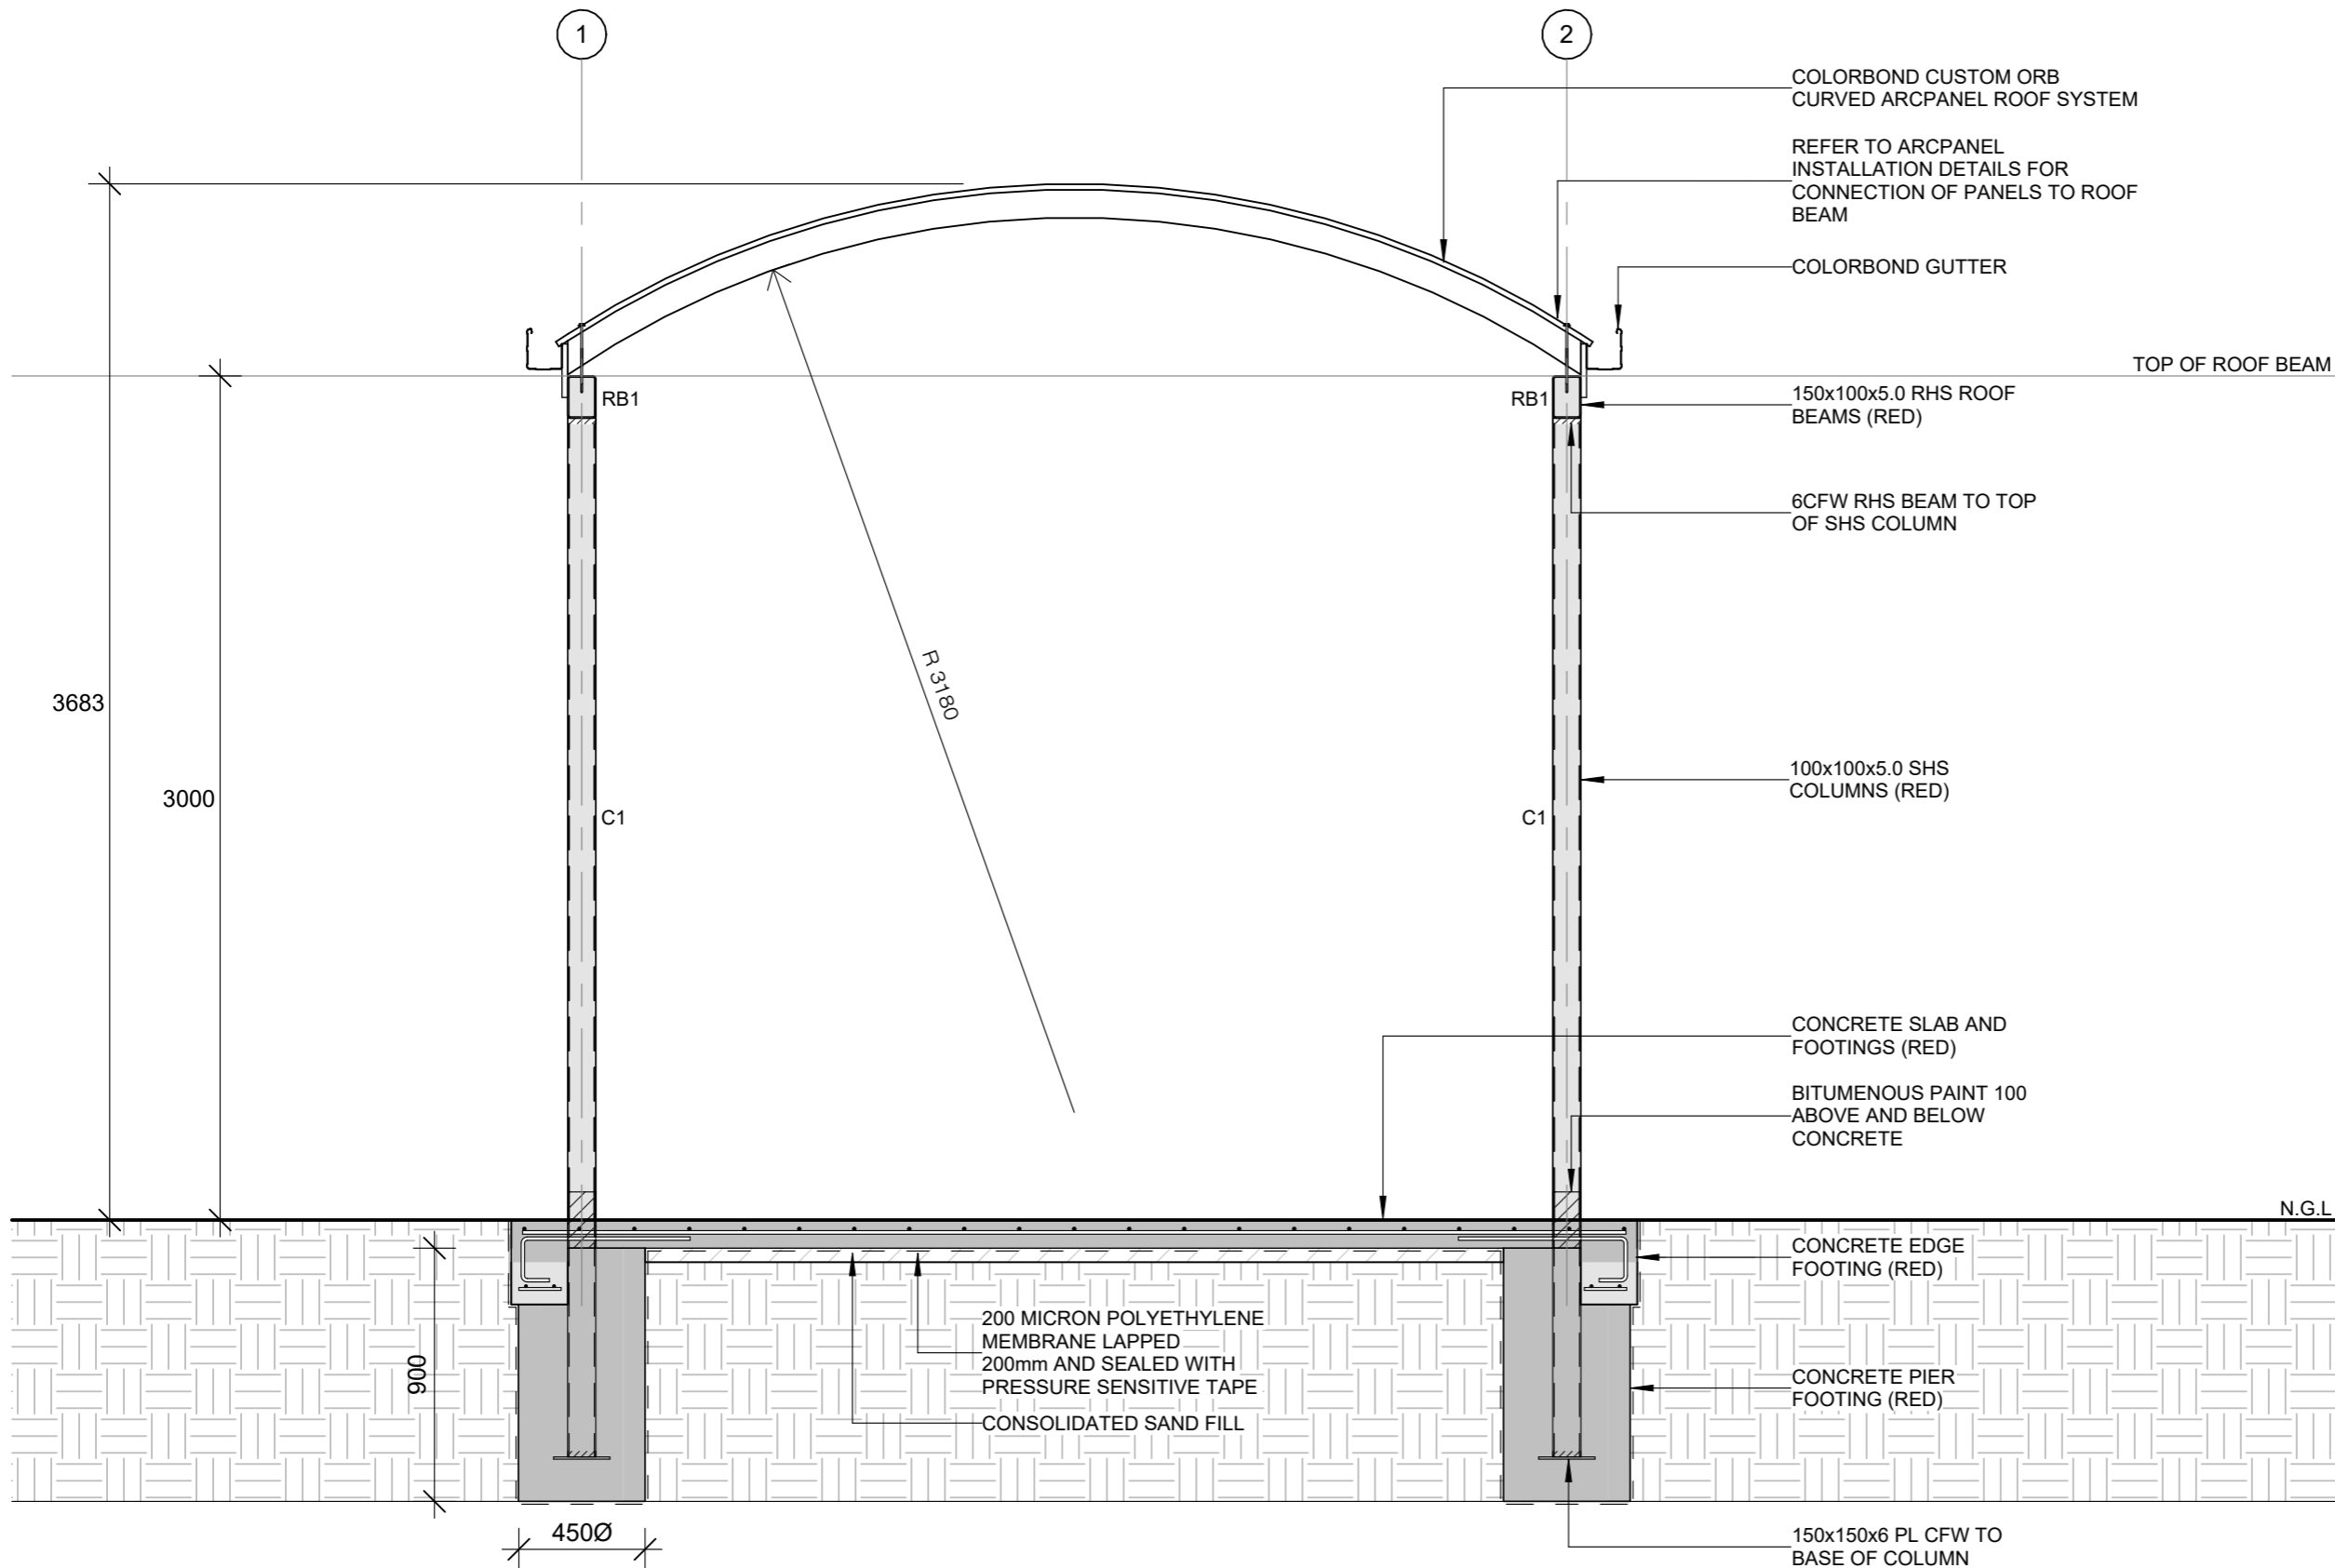 1
2
COLORBOND CUSTOM ORB
CURVED ARCPANEL ROOF SYSTEM
REFER TO ARCPANEL
INSTALLATION DETAILS FOR
CONNECTION OF PANELS TO ROOF
BEAM
COLORBOND GUTTER
TOP OF ROOF BEAM
RB1
RB1
150x100x5.0 RHS ROOF
BEAMS (RED)
6CFW RHS BEAM TO TOP
OF SHS COLUMN
R 3180
3683
3000
C1
C1
100x100x5.0 SHS
COLUMNS (RED)
CONCRETE SLAB AND
FOOTINGS (RED)
BITUMENOUS PAINT 100
ABOVE AND BELOW
CONCRETE
N.G.L
CONCRETE EDGE
FOOTING (RED)
200 MICRON POLYETHYLENE
MEMBRANE LAPPED
200mm AND SEALED WITH
PRESSURE SENSITIVE TAPE
CONSOLIDATED SAND FILL
900
CONCRETE PIER
FOOTING (RED)
450Ø
150x150x6 PL CFW TO
BASE OF COLUMN